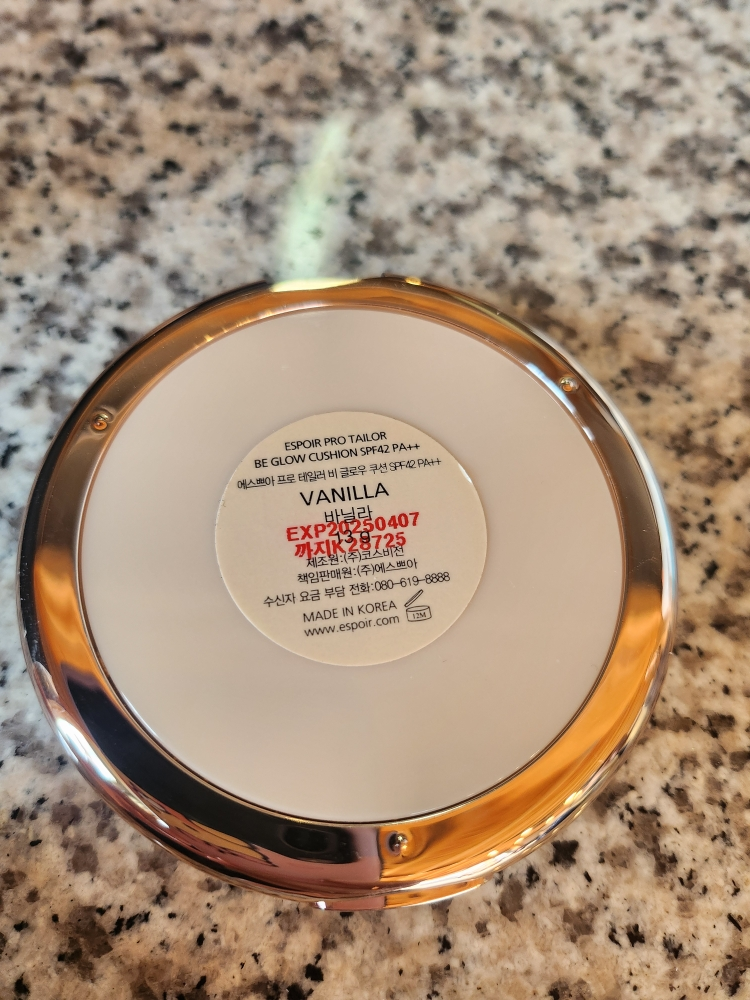 ESPOIR PRO TAILOR
BE GLOW CUSHION SPF42 PA++
에스쁘아 프로 테일러 비 글로우 쿠션 SPF42 PA++
VANILLA
바닐라
EXP20250407
13 g
까지K28725
제조원:(주)코스비전
책임판매원:(주)에스쁘아
수신자 요금 부담 전화:080-619-8888
MADE IN KOREA
12M
www.espoir.com